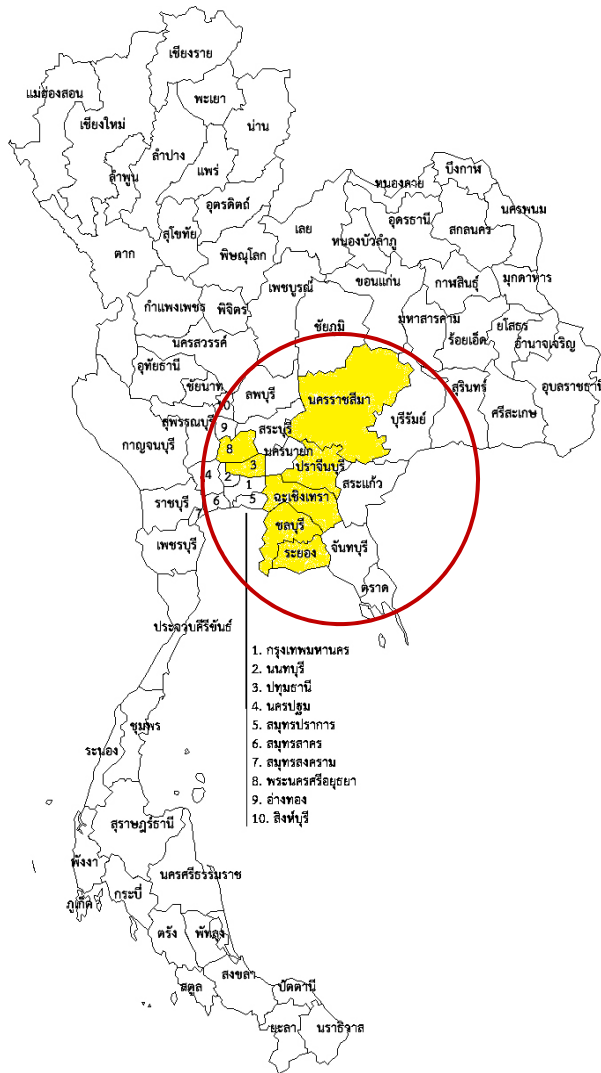 เชียงราย
แม่ฮ่องสอน
พะเยา
เชียงใหม่
น่าน
ลำปาง
แพร่
ลำพูน
บึงกาฬ
หนองคาย
อุตรดิตถ์
นครพนม
อุดรธานี
เลย
สกลนคร
สุโขทัย
หนองบัวลำภู
ตาก
พิษณุโลก
ขอนแก่น
กาฬสินธุ์
มุกดาหาร
เพชบูรณ์
กำแพงเพชร
พิจิตร
มหาสารคาม
ชัยภมิ
ยโสธร
นครสวรรค์
ร้อยเอ็ด
อำนาจเจริญ
อุทัยธานี
ชัยนาท
ลพบุรี
นครราชสีมา
สุรินทร์
อุบลราชธานี
10
สุพรรณบุรี
9
สระบุรี
บุรีรัมย์
ศรีสะเกษ
กาญจนบุรี
8
นครนายก
3
ปราจีนบุรี
4
2
1
สระแก้ว
ราชบุรี
6
5
ฉะเชิงเทรา
7
ชลบุรี
เพชรบุรี
ระยอง
จันทบุรี
ตราด
ประจวบคีรีขันธ์
1. กรุงเทพมหานคร
2. นนทบุรี
3. ปทุมธานี
4. นครปฐม
5. สมุทรปราการ
6. สมุทรสาคร
7. สมุทรสงคราม
8. พระนครศรีอยุธยา
9. อ่างทอง
10. สิงห์บุรี
ชุมพร
ระนอง
สุราษฎร์ธานี
พังงา
นครศรีธรรมราช
กระบี่
ภูเก็ต
ตรัง
พัทลุง
สงขลา
สตูล
ปัตตานี
ยะลา
นราธิวาส